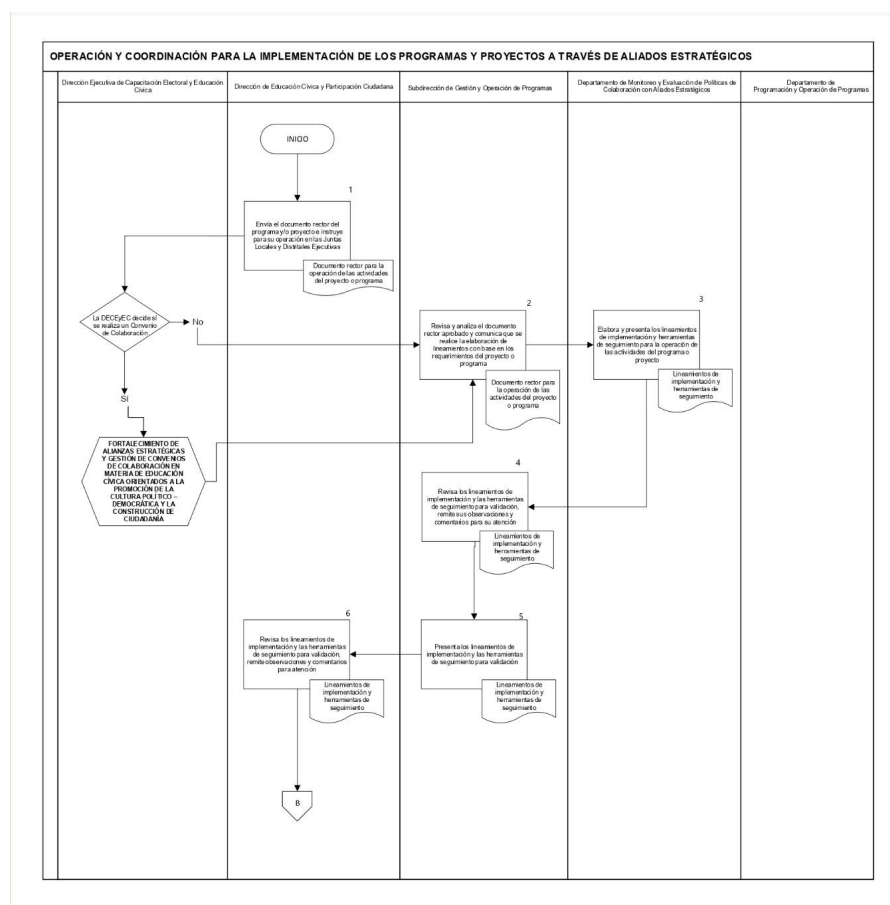 OPERACIÓN Y COORDINACIÓN PARA LA IMPLEMENTACIÓN DE LOS PROGRAMAS Y PROYECTOS A TRAVÉS DE ALIADOS ESTRATÉGICOS
Dirección Ejecutiva de Capacitación Electoral y Educación
Cívica
Dirección de Educación Cívica y Participación Ciudadana
Subdirección de Gestión y Operación de Programas
Departamento de Monitoreo y Evaluación de Políticas de
Colaboración con Aliados Estratégicos
Departamento de
Programación y Operación de Programas
INICIO
1
Envía el documento rector del
programa y/o proyecto e instruye
para su operación en las Juntas
Locales y Distritales Ejecutivas
Documento rector para la
operación de las actividades
del proyecto o programa
La DECEyEC decide si
se realiza un Convenio
de Colaboración
No
Sí
2
Revisa y analiza el documento
rector aprobado y comunica que se
realice la elaboración de
lineamientos con base en los
requerimientos del proyecto o
programa
Documento rector para
la operación de las
actividades del proyecto
o programa
3
Elabora y presenta los lineamientos
de implementación y herramientas
de seguimiento para la operación de
las actividades del programa o
proyecto
Lineamientos de
implementación y
herramientas de
seguimiento
FORTALECIMIENTO DE
ALIANZAS ESTRATÉGICAS
Y GESTIÓN DE CONVENIOS
DE COLABORACIÓN EN
MATERIA DE EDUCACIÓN
CÍVICA ORIENTADOS A LA
PROMOCIÓN DE LA
CULTURA POLÍTICO –
DEMOCRÁTICA Y LA
CONSTRUCCIÓN DE
CIUDADANÍA
4
Revisa los lineamientos de
implementación y las herramientas
de seguimiento para validación,
remite sus observaciones y
comentarios para su atención
Lineamientos de
implementación y
herramientas de
seguimiento
6
Revisa los lineamientos de
implementación y las herramientas
de seguimiento para validación,
remite observaciones y comentarios
para atención
Lineamientos de
implementación y
herramientas de
seguimiento
5
Presenta los lineamientos de
implementación y las herramientas
de seguimiento para validación
Lineamientos de
implementación y
herramientas de
seguimiento
B